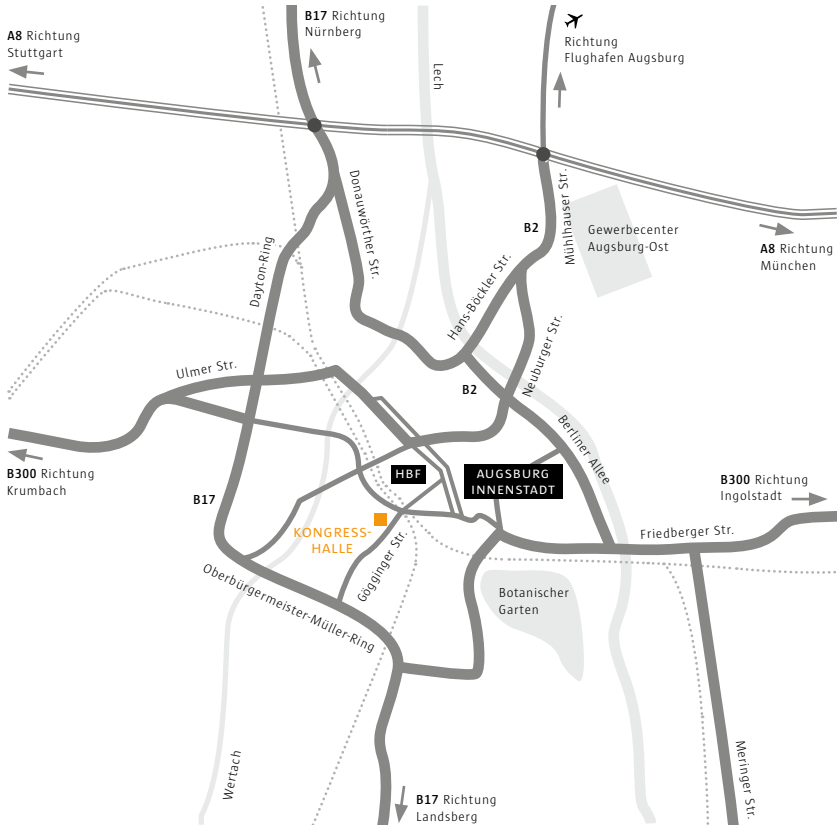 B17 Richtung
Nürnberg
A8 Richtung
Stuttgart
Richtung
Flughafen Augsburg
Lech
Donauwörther Str.
Mühlhauser Str.
B2
Gewerbecenter
Augsburg-Ost
A8 Richtung
München
Dayton-Ring
Hans-Böckler Str.
Neuburger Str.
Ulmer Str.
B2
Berliner Allee
B300 Richtung
Krumbach
HBF
AUGSBURG
INNENSTADT
B300 Richtung
Ingolstadt
B17
KONGRESS-
HALLE
Gögginger Str.
Friedberger Str.
Oberbürgermeister-Müller-Ring
Botanischer
Garten
Wertach
Meringer Str.
B17 Richtung
Landsberg